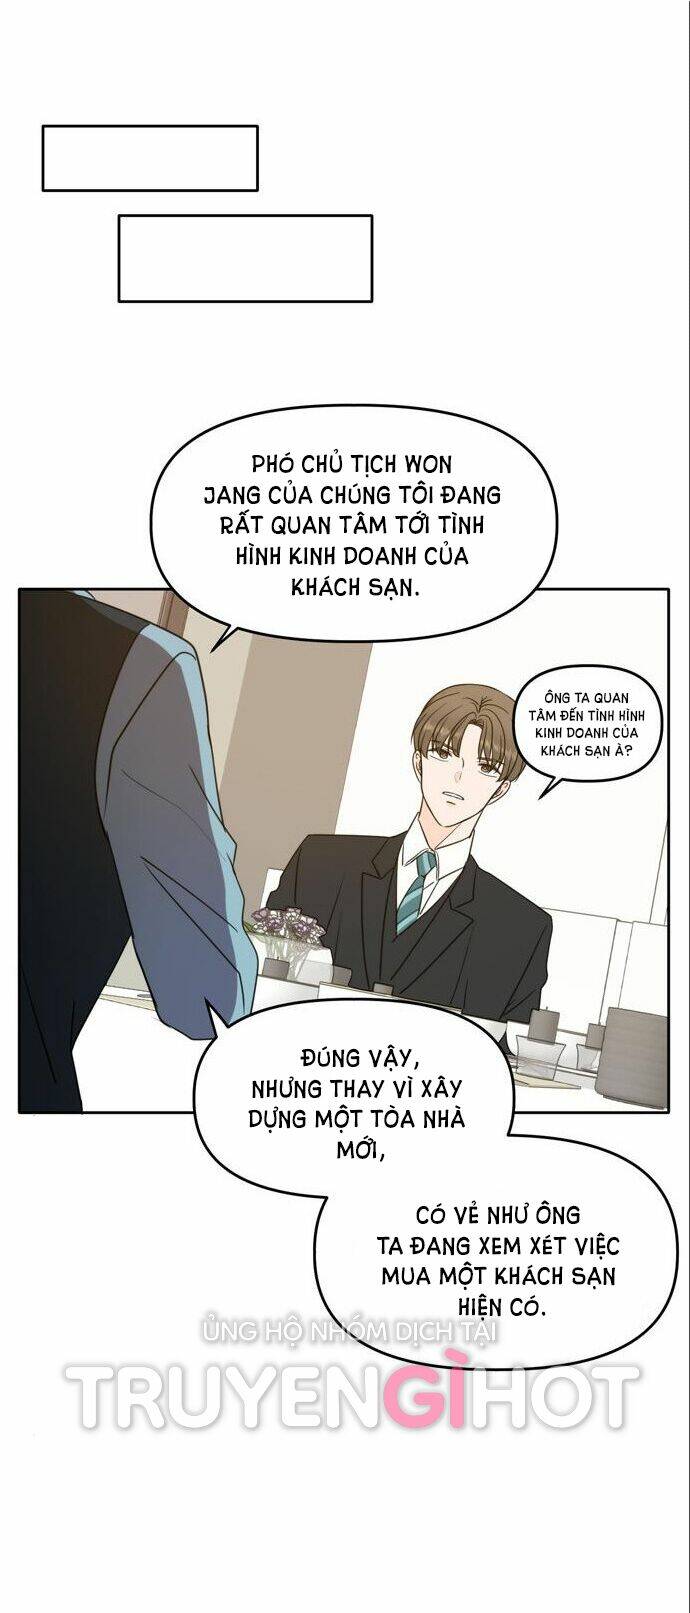 PHÓ CHỦ TỊCH WON
JANG CỦA CHÚNG TÔI ĐANG
RẤT QUAN TÂM TỚI TÌNH
HÌNH KINH DOANH CỦA
KHÁCH SẠN.
ÔNG TA QUAN
TÂM ĐẾN TÌNH HÌNH
KINH DOANH CỦA
KHÁCH SẠN À?
ĐÚNG VẬY,
NHƯNG THAY VÌ XÂY
DỰNG MỘT TÒA NHÀ
MỚI,
CÓ VẺ NHƯ ÔNG
TA ĐANG XEM XÉT VIỆC
MUA MỘT KHÁCH SẠN
HIỆN CÓ.
ỦNG HỘ NHÓM DỊCH TẠI
TRUYENGIHOT